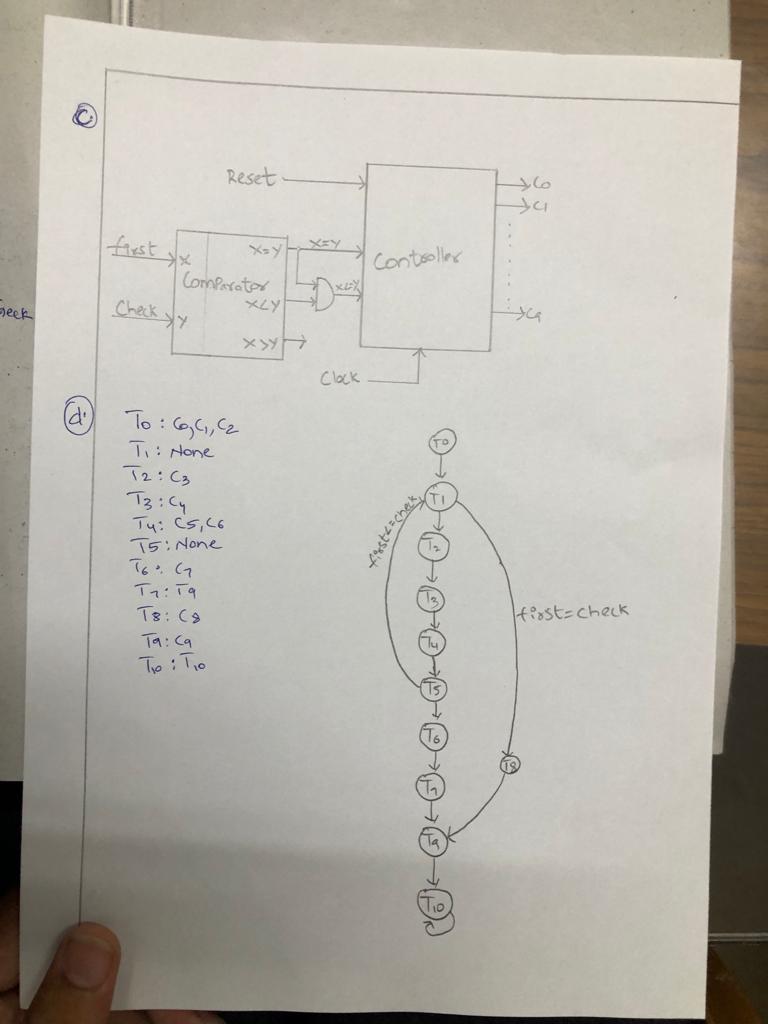 C.
Reset
C0
C1
first
X
X=Y
X=Y
Controller
Comparator
X<Y
X<=Y
Check
Y
C9
X>Y
Clock
d.
T0 : C0, C1, C2
T1 : None
T2 : C3
T3 : C4
T4 : C5, C6
T5 : None
T6 : C7
T7 : T9
T8 : C8
T9 : C9
T10 : T10
T0
T1
first<=check
T2
T3
first=check
T4
T5
T6
T8
T7
T9
T10